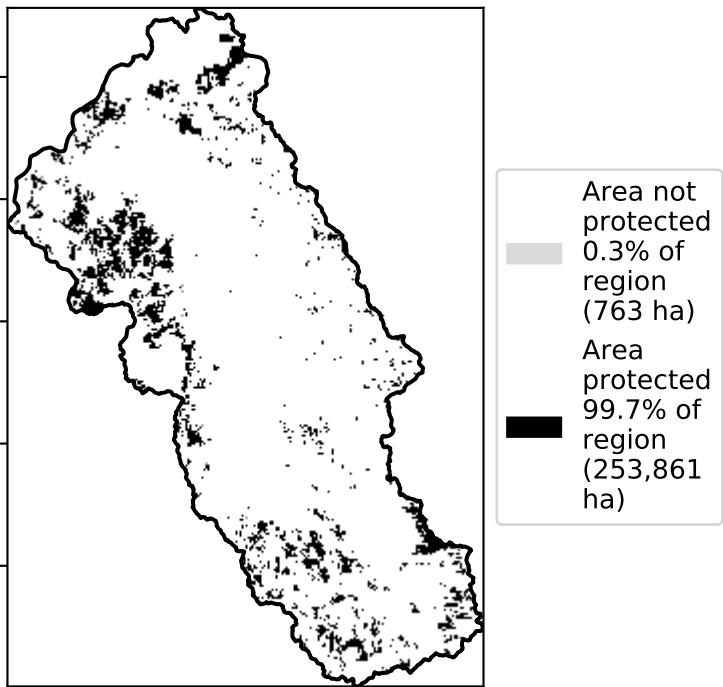 Area not
protected
0.3% of
region
(763 ha)
Area
protected
99.7% of
region
(253,861
ha)